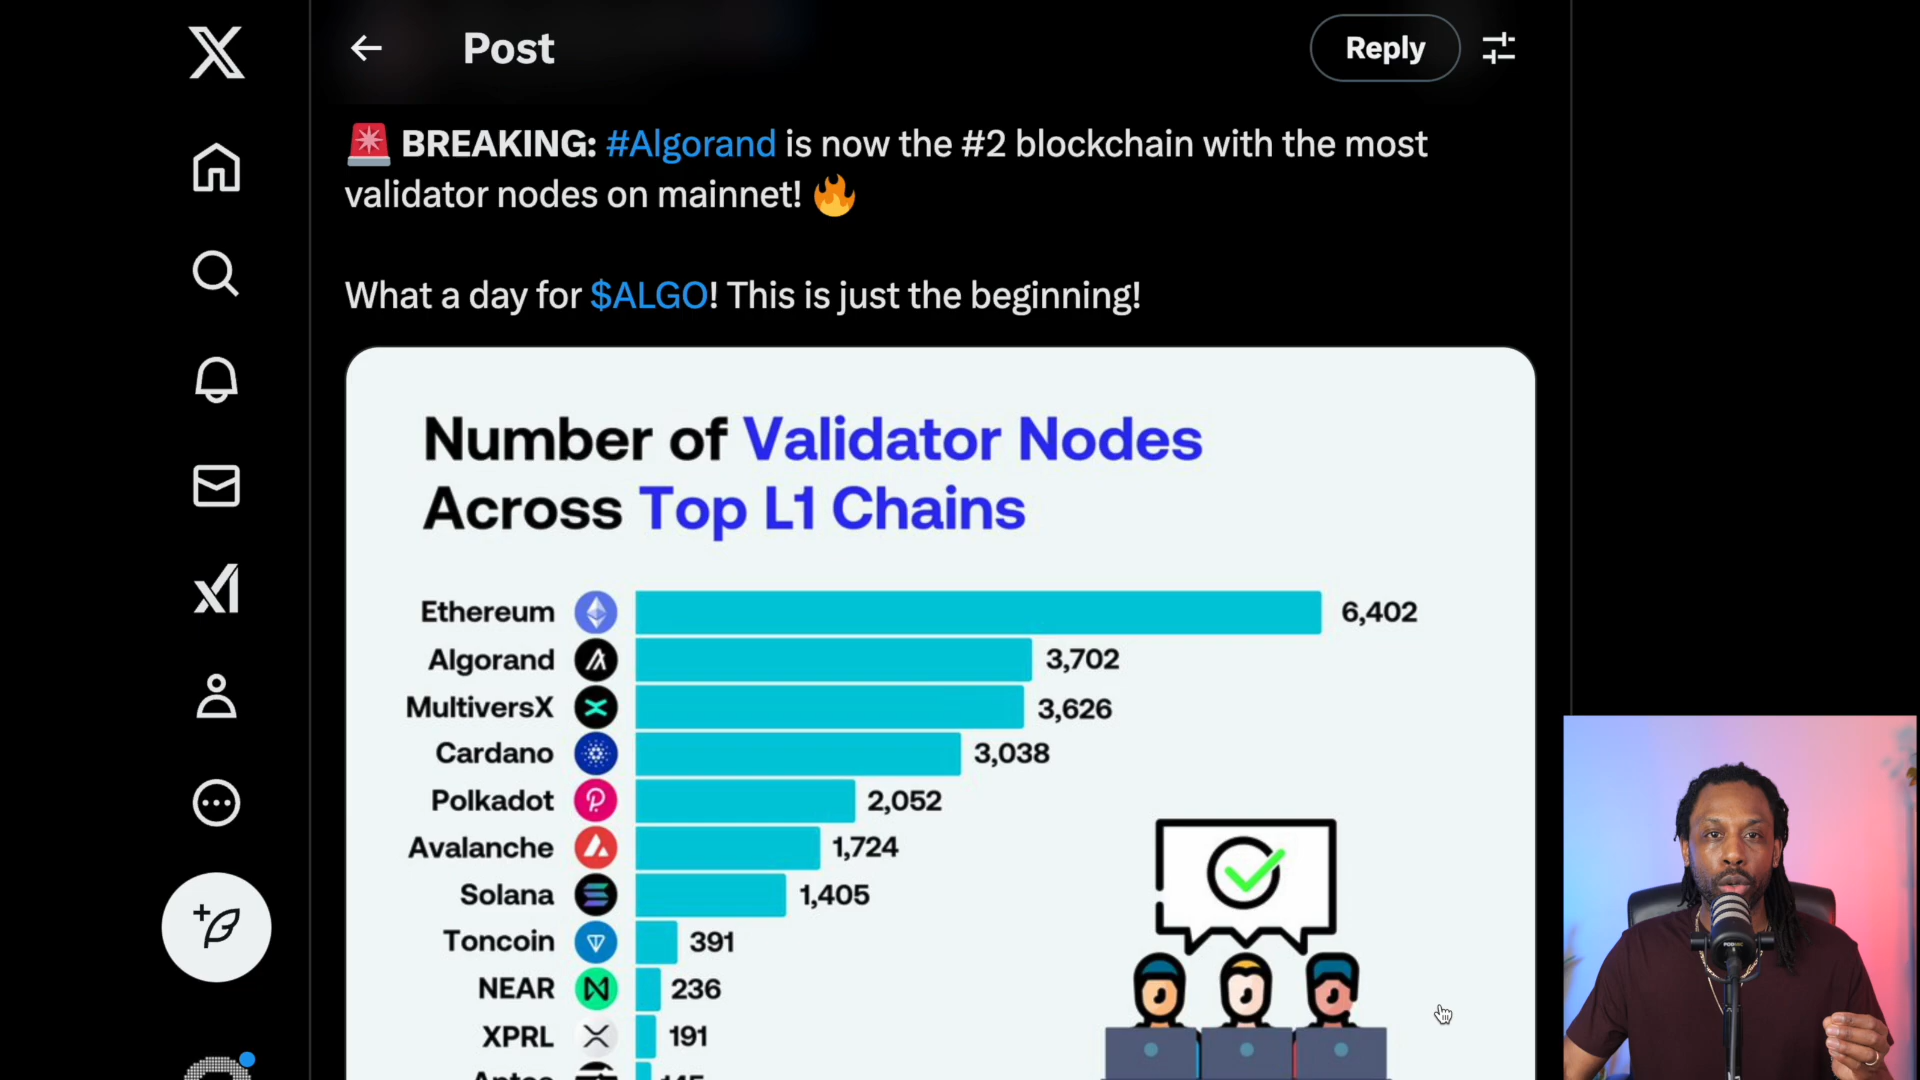 Post
Reply
BREAKING: #Algorand is now the #2 blockchain with the most
validator nodes on mainnet!
What a day for $ALGO! This is just the beginning!
Number of Validator Nodes
Across Top L1 Chains
Ethereum 6,402
Algorand 3,702
MultiversX 3,626
Cardano 3,038
Polkadot 2,052
Avalanche 1,724
Solana 1,405
Toncoin 391
NEAR 236
XPRL 191